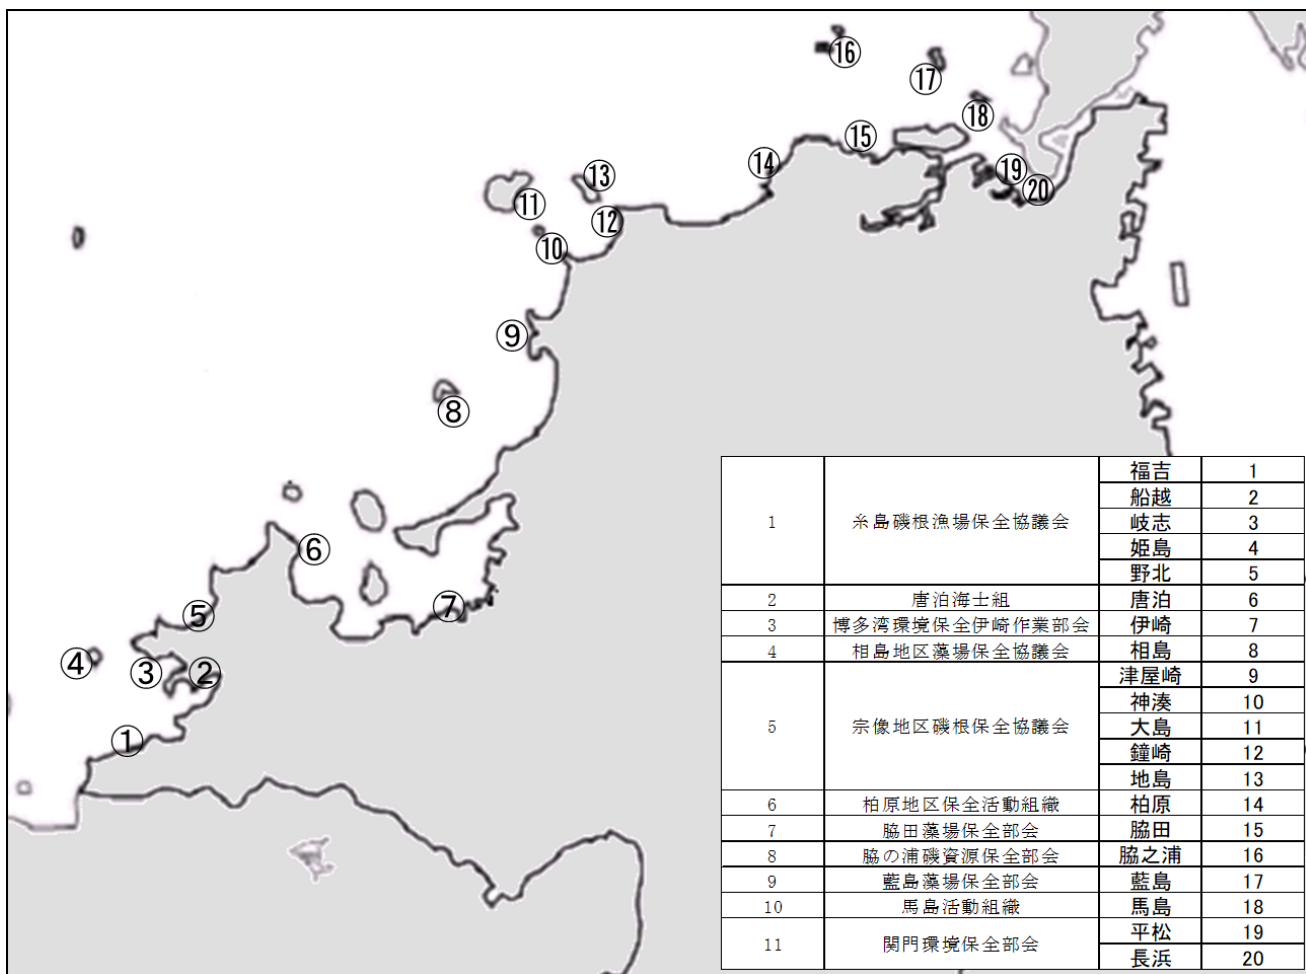 ⑯
⑰
⑱
⑮
⑭
⑲
⑳
⑬
⑪
⑫
⑩
⑨
⑧
⑥
⑦
⑤
④
③
②
①
1 糸島磯根漁場保全協議会 福吉 1
船越 2
岐志 3
姫島 4
野北 5
2 唐泊海士組 唐泊 6
3 博多湾環境保全伊崎作業部会 伊崎 7
4 相島地区藻場保全協議会 相島 8
5 宗像地区磯根保全協議会 津屋崎 9
神湊 10
大島 11
鐘崎 12
地島 13
6 柏原地区保全活動組織 柏原 14
7 脇田藻場保全部会 脇田 15
8 脇の浦磯資源保全部会 脇之浦 16
9 藍島藻場保全部会 藍島 17
10 馬島活動組織 馬島 18
11 関門環境保全部会 平松 19
長浜 20